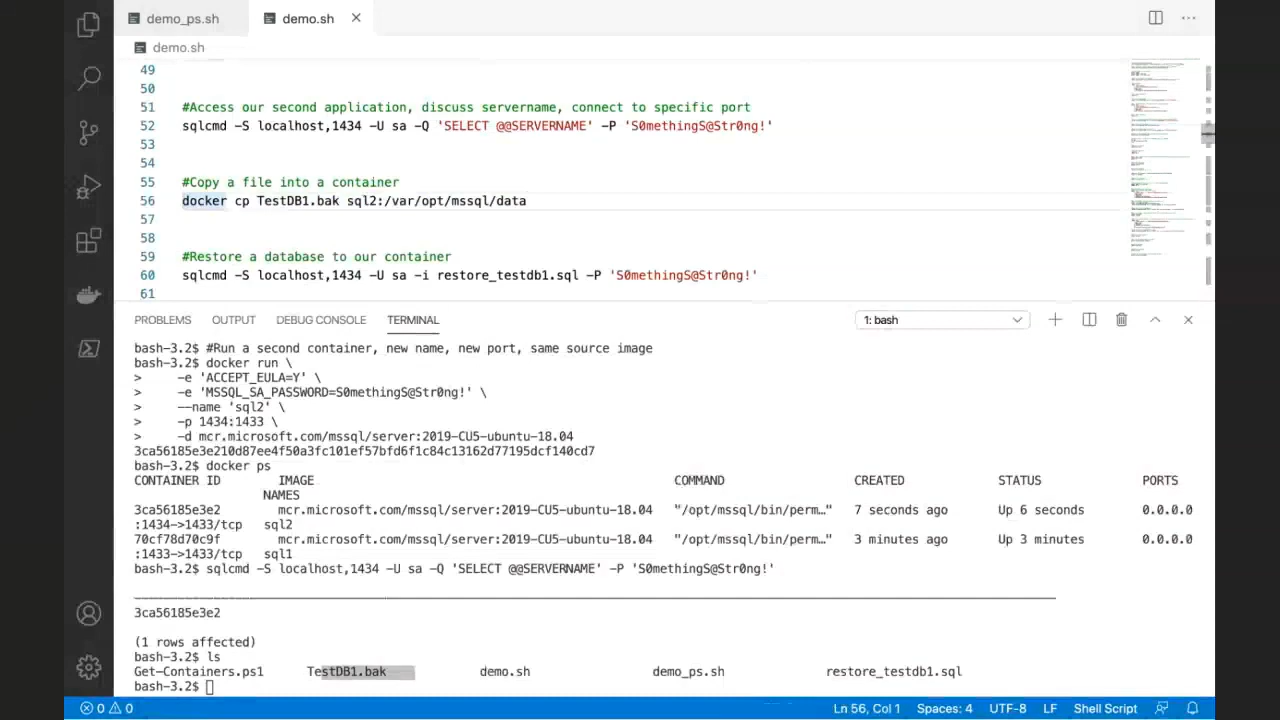 demo_ps.sh
demo.sh
demo.sh
49
50
51 #Access our second application, discuss servername, connect to specific port
52 sqlcmd -S localhost,1434 -U sa -Q 'SELECT @@SERVERNAME' -P 'S0methingS@Str0ng!'
53
54
55 #Copy a file into a container
56 docker cp TestDB1.bak sql2:/var/opt/mssql/data
57
58
59 #Restore a database to our container
60 sqlcmd -S localhost,1434 -U sa -i restore_testdb1.sql -P 'S0methingS@Str0ng!'
61
PROBLEMS OUTPUT DEBUG CONSOLE TERMINAL 1: bash
bash-3.2$ #Run a second container, new name, new port, same source image
bash-3.2$ docker run \
> -e 'ACCEPT_EULA=Y' \
> -e 'MSSQL_SA_PASSWORD=S0methingS@Str0ng!' \
> --name 'sql2' \
> -p 1434:1433 \
> -d mcr.microsoft.com/mssql/server:2019-CU5-ubuntu-18.04
3ca56185e3e210d87ee4f50a3fc101ef57bfd6f1c84c13162d77195dcf140cd7
bash-3.2$ docker ps
CONTAINER ID IMAGE COMMAND CREATED STATUS PORTS
NAMES
3ca56185e3e2 mcr.microsoft.com/mssql/server:2019-CU5-ubuntu-18.04 "/opt/mssql/bin/perm…" 7 seconds ago Up 6 seconds 0.0.0.0
:1434->1433/tcp sql2
70cf78d70c9f mcr.microsoft.com/mssql/server:2019-CU5-ubuntu-18.04 "/opt/mssql/bin/perm…" 3 minutes ago Up 3 minutes 0.0.0.0
:1433->1433/tcp sql1
bash-3.2$ sqlcmd -S localhost,1434 -U sa -Q 'SELECT @@SERVERNAME' -P 'S0methingS@Str0ng!'
3ca56185e3e2
(1 rows affected)
bash-3.2$ ls
Get-Containers.ps1 TestDB1.bak demo.sh demo_ps.sh restore_testdb1.sql
bash-3.2$
0 0 Ln 56, Col 1 Spaces: 4 UTF-8 LF Shell Script